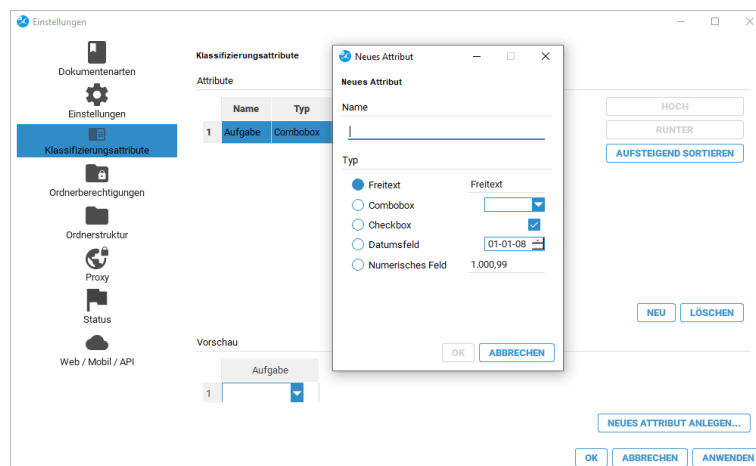 Einstellungen
Dokumentenarten
Einstellungen
Klassifizierungsattribute
Ordnerberechtigungen
Ordnerstruktur
Proxy
Status
Web / Mobil / API
Klassifizierungsattribute
Attribute
Name Typ
1 Aufgabe Combobox
HOCH
RUNTER
AUFSTEIGEND SORTIEREN
NEU LÖSCHEN
Vorschau
Aufgabe
1
NEUES ATTRIBUT ANLEGEN...
OK ABBRECHEN ANWENDEN
Neues Attribut
Neues Attribut
Name
Typ
Freitext Freitext
Combobox
Checkbox
Datumsfeld 01-01-08
Numerisches Feld 1.000,99
OK ABBRECHEN